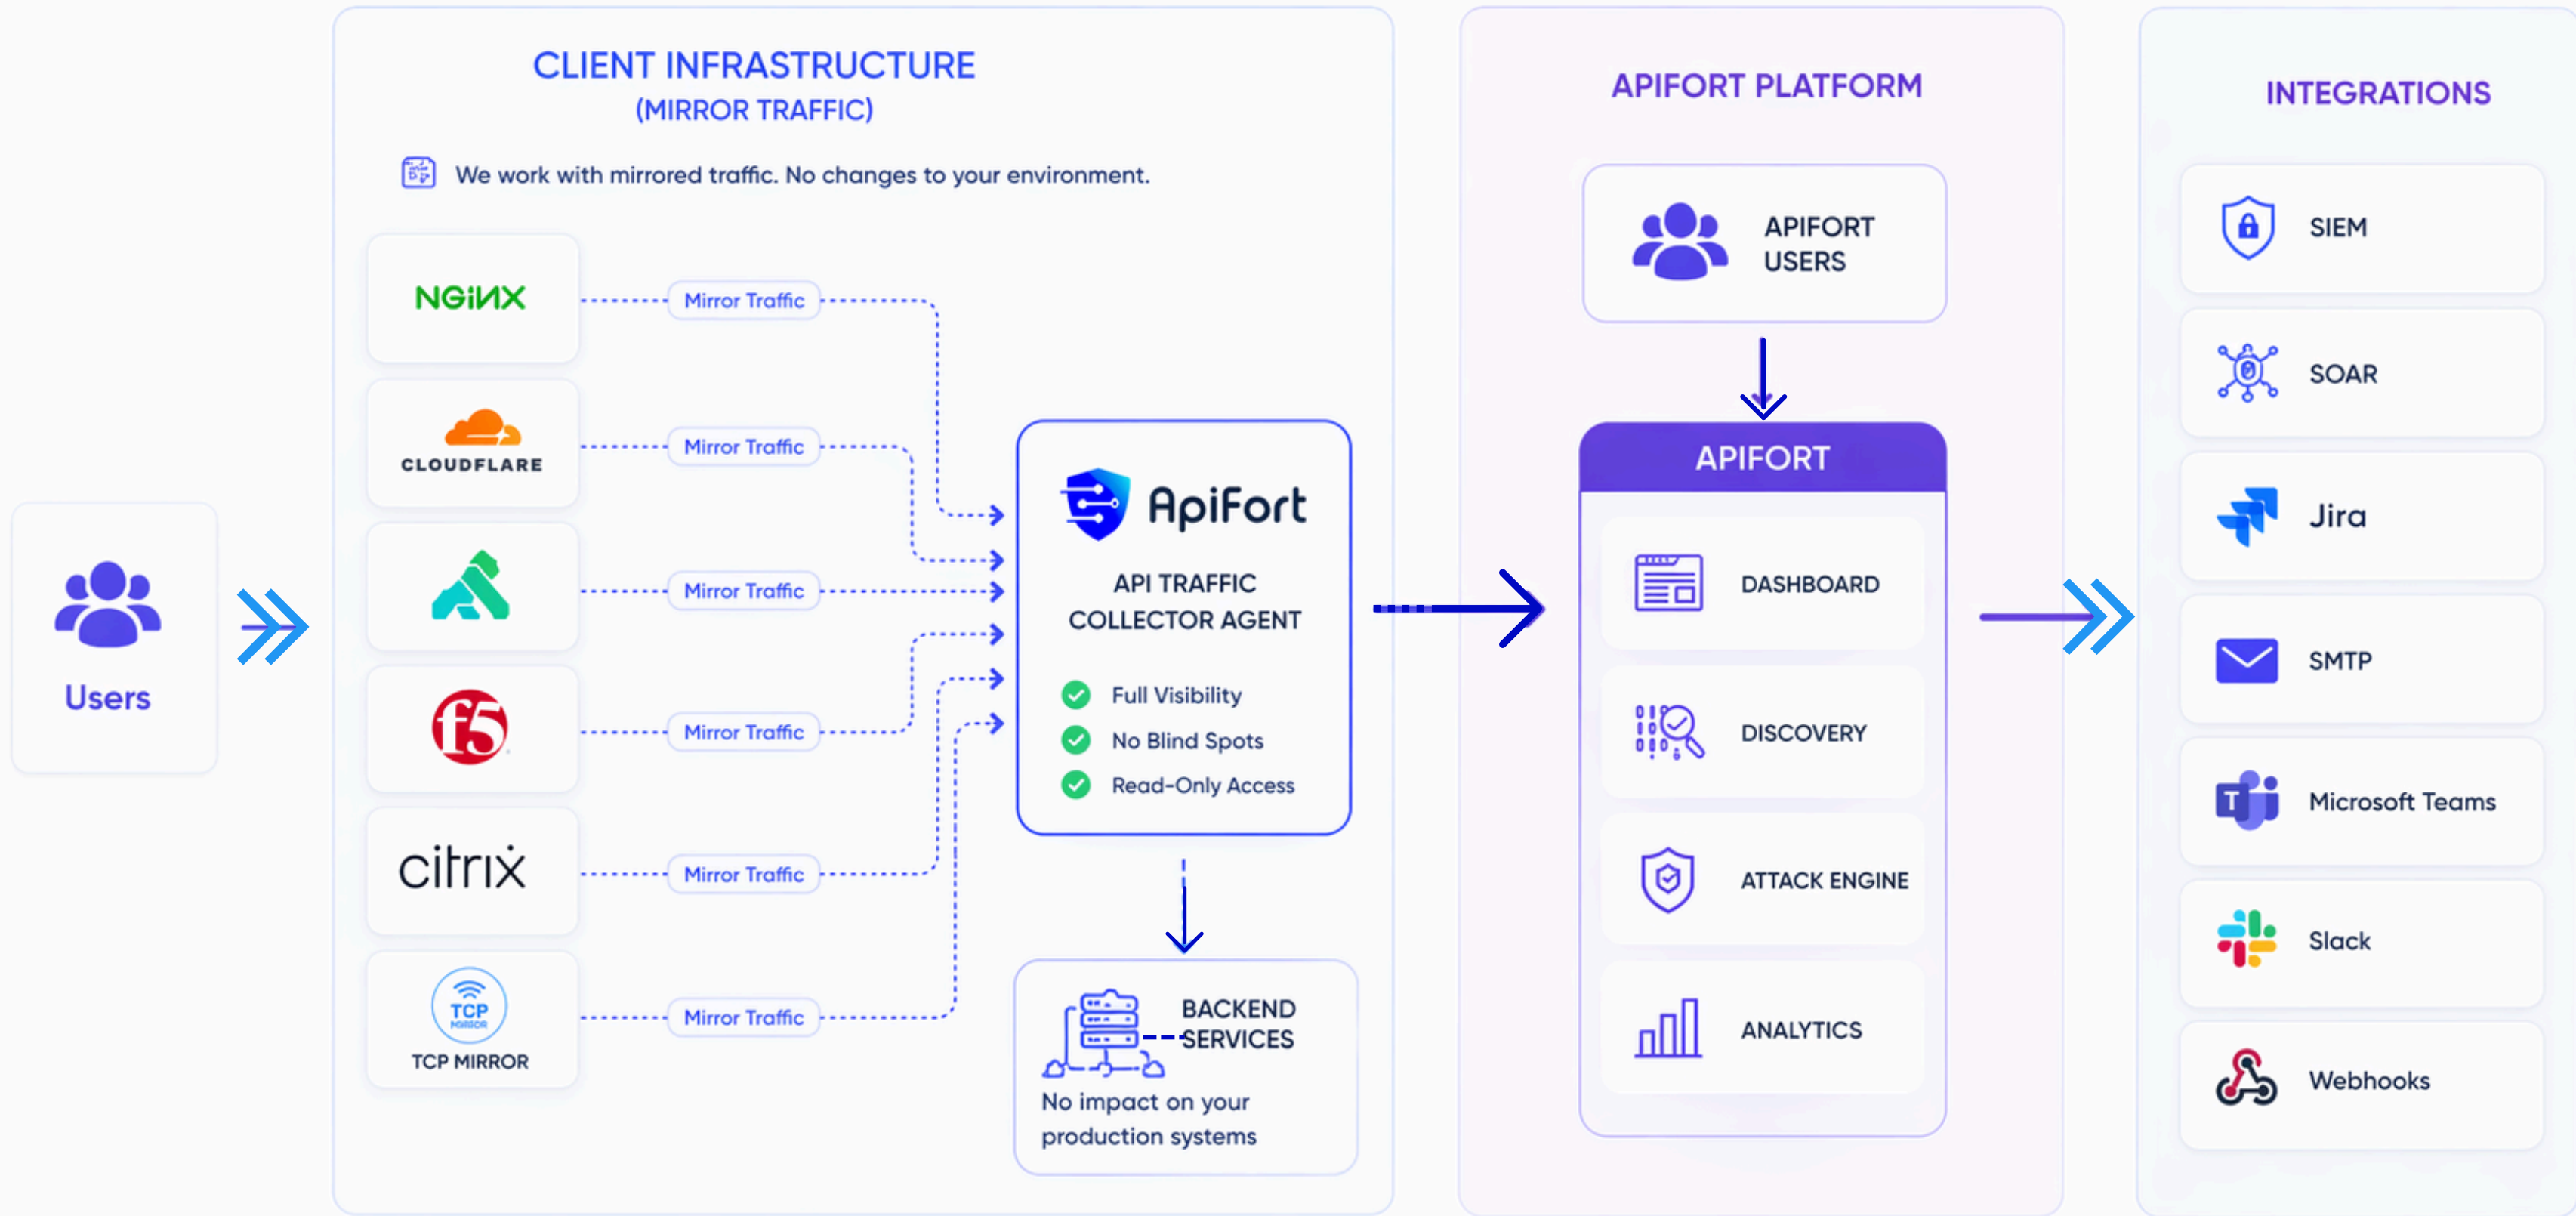 Users
CLIENT INFRASTRUCTURE
(MIRROR TRAFFIC)
We work with mirrored traffic. No changes to your environment.
NGINX
Mirror Traffic
CLOUDFLARE
Mirror Traffic
Mirror Traffic
f5
Mirror Traffic
citrix
Mirror Traffic
TCP
MIRROR
TCP MIRROR
Mirror Traffic
ApiFort
API TRAFFIC
COLLECTOR AGENT
Full Visibility
No Blind Spots
Read-Only Access
BACKEND
SERVICES
No impact on your
production systems
APIFORT PLATFORM
APIFORT
USERS
APIFORT
DASHBOARD
DISCOVERY
ATTACK ENGINE
ANALYTICS
INTEGRATIONS
SIEM
SOAR
Jira
SMTP
T
Microsoft Teams
Slack
Webhooks